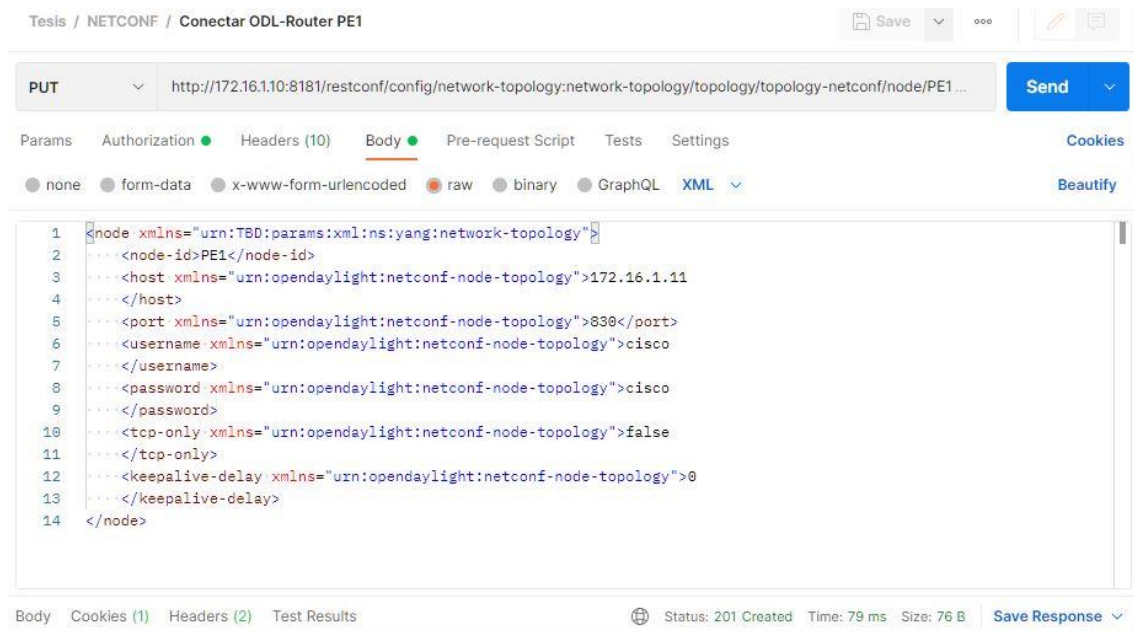 Tesis / NETCONF / Conectar ODL-Router PE1
Save
PUT http://172.16.1.10:8181/restconf/config/network-topology:network-topology/topology/topology-netconf/node/PE1 ... Send
Params Authorization Headers (10) Body Pre-request Script Tests Settings Cookies
none form-data x-www-form-urlencoded raw binary GraphQL XML Beautify
1 <node xmlns="urn:TBD:params:xml:ns:yang:network-topology">
2 <node-id>PE1</node-id>
3 <host xmlns="urn:opendaylight:netconf-node-topology">172.16.1.11
4 </host>
5 <port xmlns="urn:opendaylight:netconf-node-topology">830</port>
6 <username xmlns="urn:opendaylight:netconf-node-topology">cisco
7 </username>
8 <password xmlns="urn:opendaylight:netconf-node-topology">cisco
9 </password>
10 <tcp-only xmlns="urn:opendaylight:netconf-node-topology">false
11 </tcp-only>
12 <keepalive-delay xmlns="urn:opendaylight:netconf-node-topology">0
13 </keepalive-delay>
14 </node>
Body Cookies (1) Headers (2) Test Results Status: 201 Created Time: 79 ms Size: 76 B Save Response